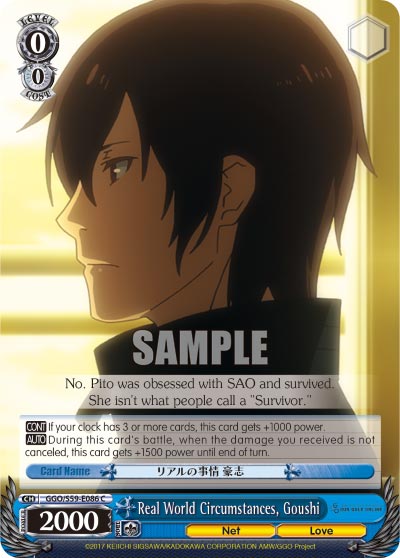 LEVEL
0
0
COST
SAMPLE
No. Pito was obsessed with SAO and survived.
She isn't what people call a "Survivor."
CONT If your clock has 3 or more cards, this card gets +1000 power.
AUTO During this card's battle, when the damage you received is not
canceled, this card gets +1500 power until end of turn.
Card Name リアルの事情 豪志
CH GGO/S59-E086 C
Real World Circumstances, Goushi
POWER
2000
Net
Love
©2017 KEIICHI SIGSAWA/KADOKAWA CORPORATION AMW/GGO Project